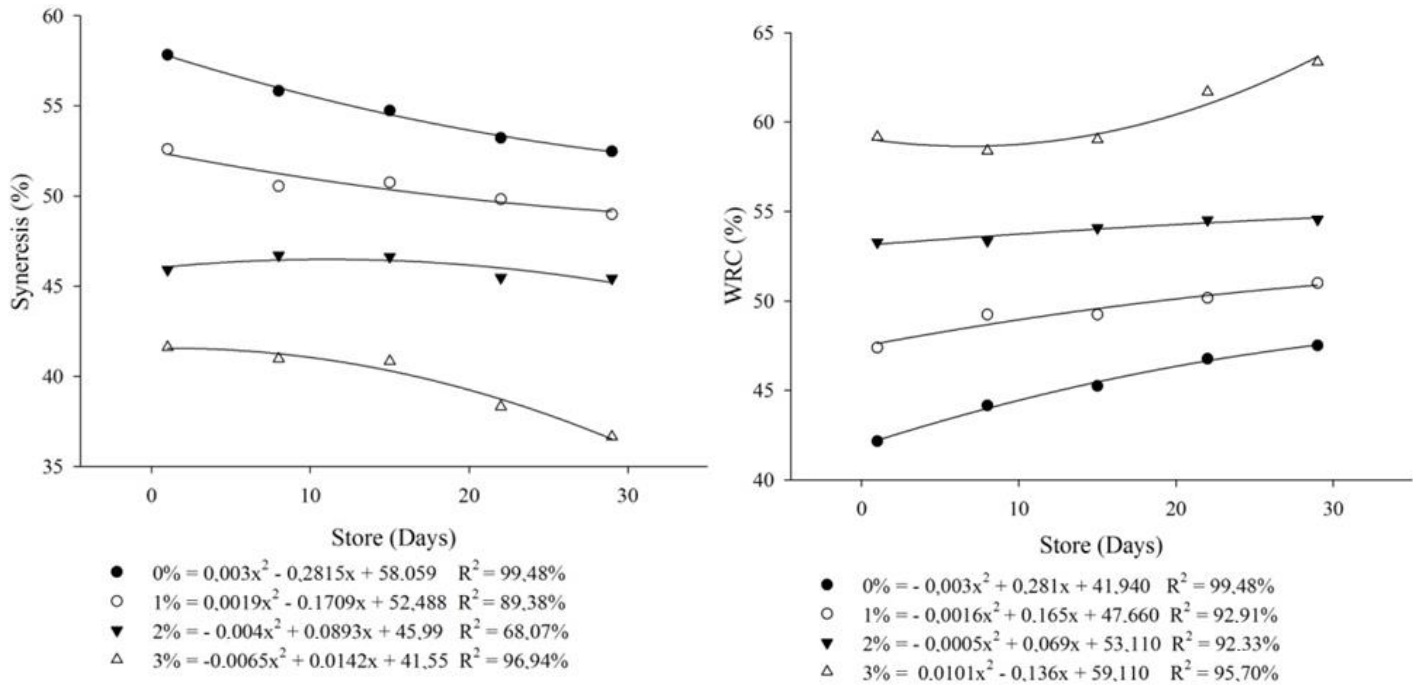 60
55
50
45
40
35
Syneresis (%)
0 10 20 30
Store (Days)
0% = 0,003x² - 0,2815x + 58.059 R² = 99,48%
1% = 0,0019x² - 0.1709x + 52,488 R² = 89,38%
2% = - 0.004x² + 0.0893x + 45,99 R² = 68,07%
3% = -0.0065x² + 0.0142x + 41,55 R² = 96,94%
65
60
55
50
45
40
WRC (%)
0 10 20 30
Store (Days)
0% = - 0,003x² + 0,281x + 41,940 R² = 99,48%
1% = - 0,0016x² + 0.165x + 47.660 R² = 92.91%
2% = - 0,0005x² + 0,069x + 53,110 R² = 92.33%
3% = 0.0101x² - 0,136x + 59,110 R² = 95,70%